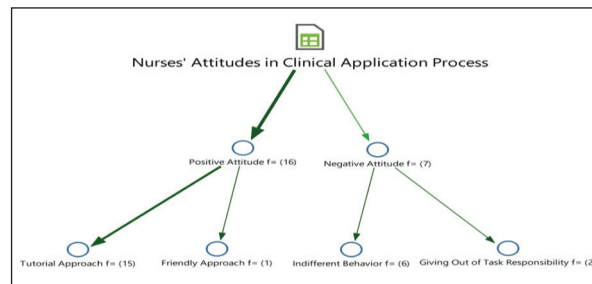 Nurses' Attitudes in Clinical Application Process
Positive Attitude f= (16)
Negative Attitude f= (7)
Tutorial Approach f= (15)
Friendly Approach f= (1)
Indifferent Behavior f= (6)
Giving Out of Task Responsibility f= (2